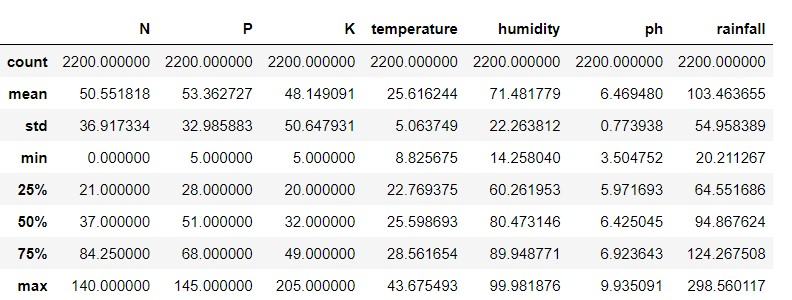 N P K temperature humidity ph rainfall
count 2200.000000 2200.000000 2200.000000 2200.000000 2200.000000 2200.000000 2200.000000
mean 50.551818 53.362727 48.149091 25.616244 71.481779 6.469480 103.463655
std 36.917334 32.985883 50.647931 5.063749 22.263812 0.773938 54.958389
min 0.000000 5.000000 5.000000 8.825675 14.258040 3.504752 20.211267
25% 21.000000 28.000000 20.000000 22.769375 60.261953 5.971693 64.551686
50% 37.000000 51.000000 32.000000 25.598693 80.473146 6.425045 94.867624
75% 84.250000 68.000000 49.000000 28.561654 89.948771 6.923643 124.267508
max 140.000000 145.000000 205.000000 43.675493 99.981876 9.935091 298.560117